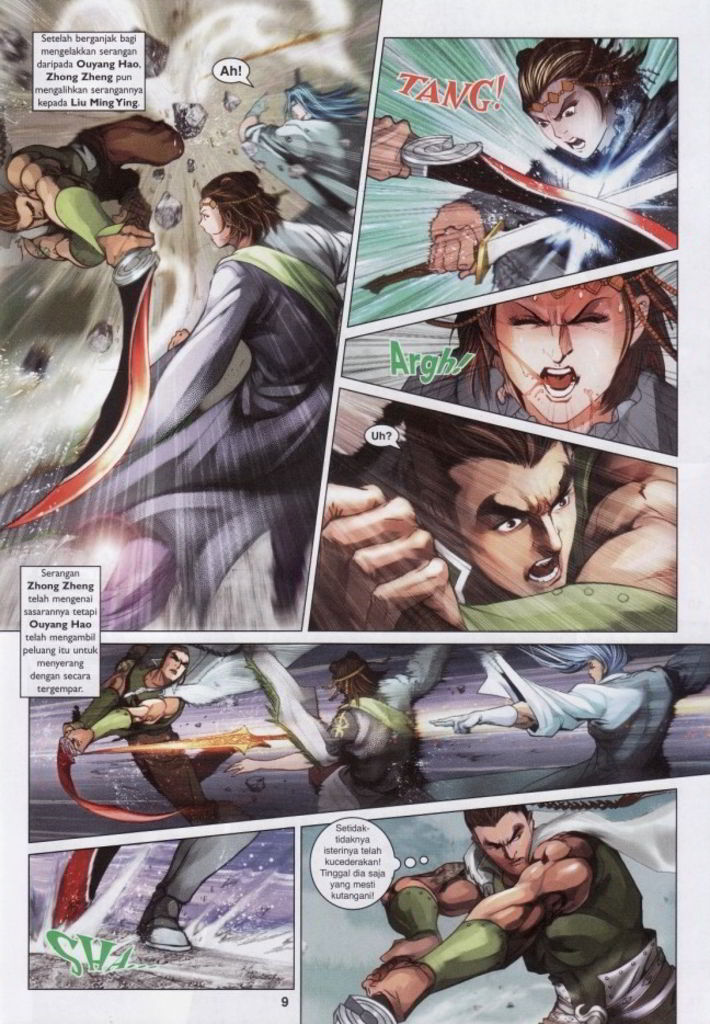 Setelah berganjak bagi
mengelakkan serangan
daripada Ouyang Hao,
Zhong Zheng pun
mengalihkan serangannya
kepada Liu Ming Ying.
Ah!
TANG!
Argh!
Uh?
Serangan
Zhong Zheng
telah mengenai
sasarannya tetapi
Ouyang Hao
telah mengambil
peluang itu untuk
menyerang
dengan secara
tergempar.
SHA...
Setidak-
tidaknya
isterinya telah
kucederakan!
Tinggal dia saja
yang mesti
kutangani!
9